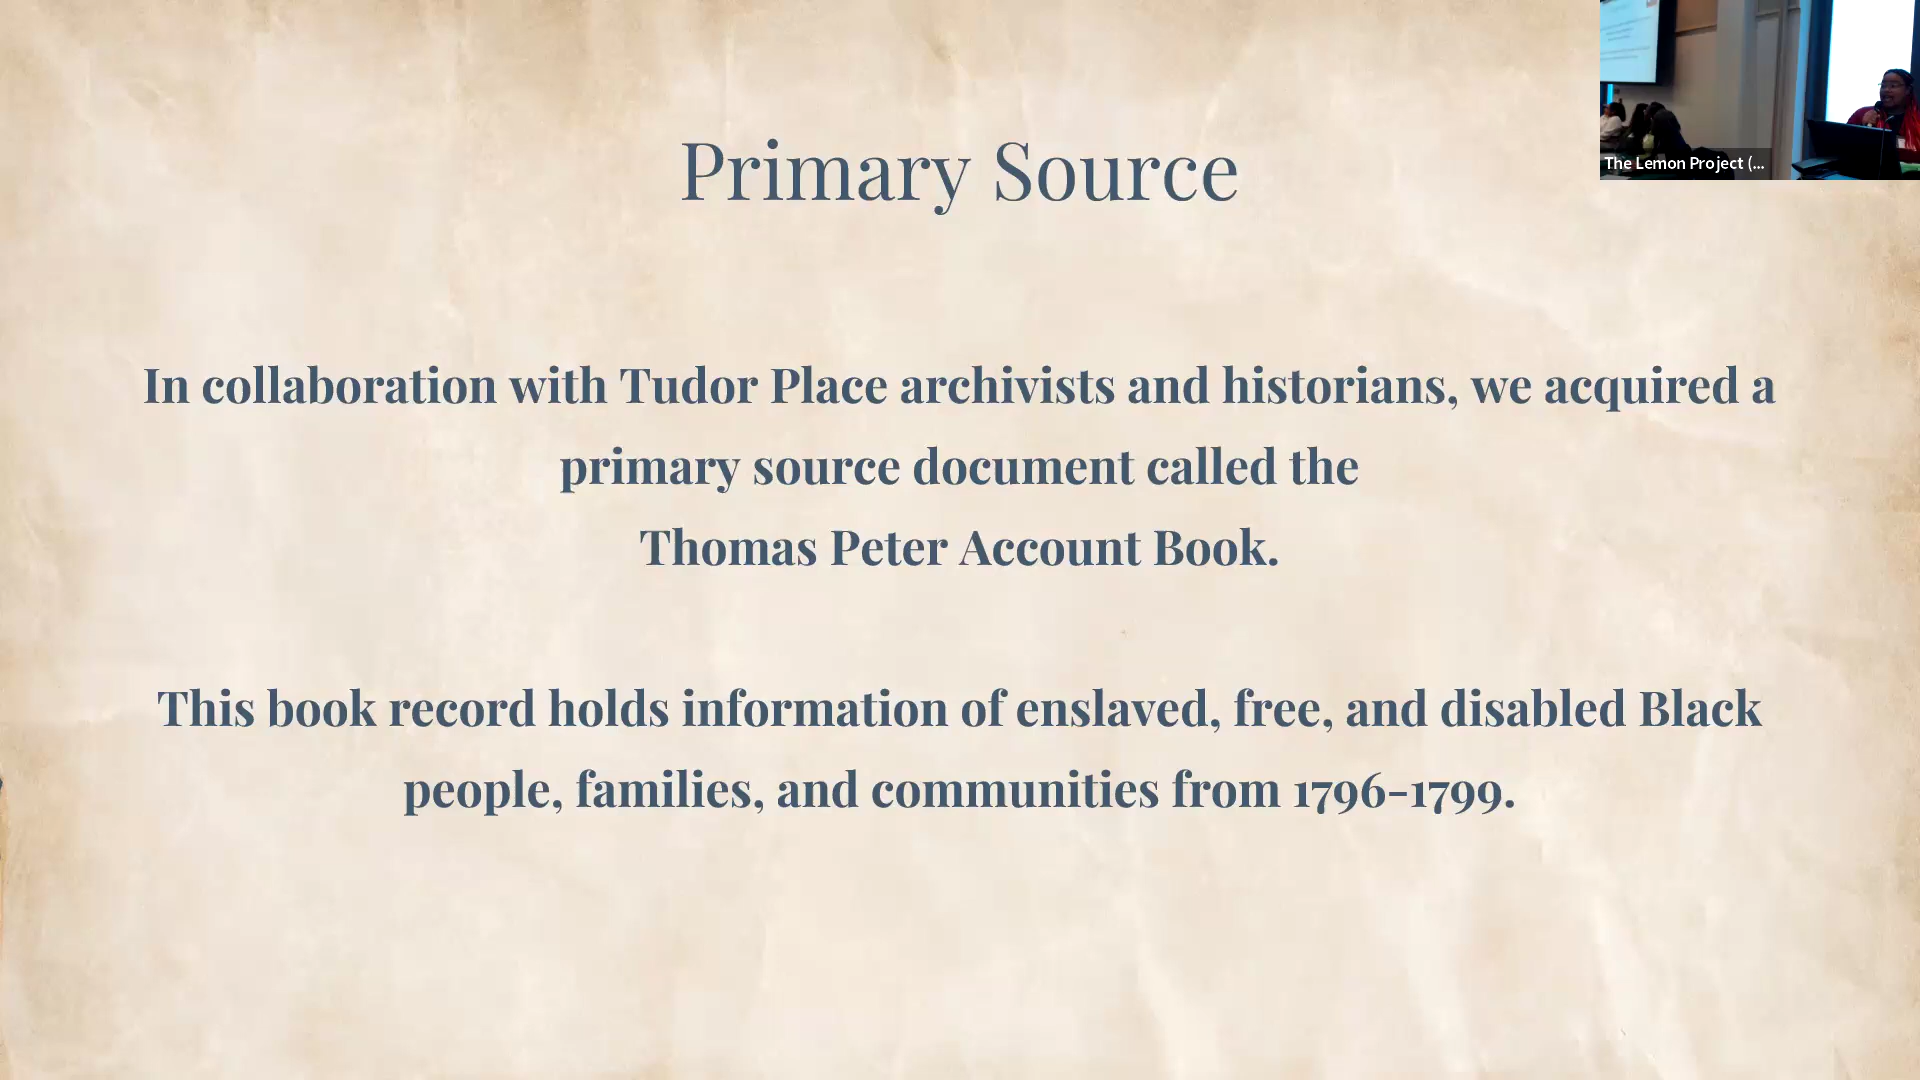 Primary Source
The Lemon Project (...
In collaboration with Tudor Place archivists and historians, we acquired a
primary source document called the
Thomas Peter Account Book.
This book record holds information of enslaved, free, and disabled Black
people, families, and communities from 1796-1799.